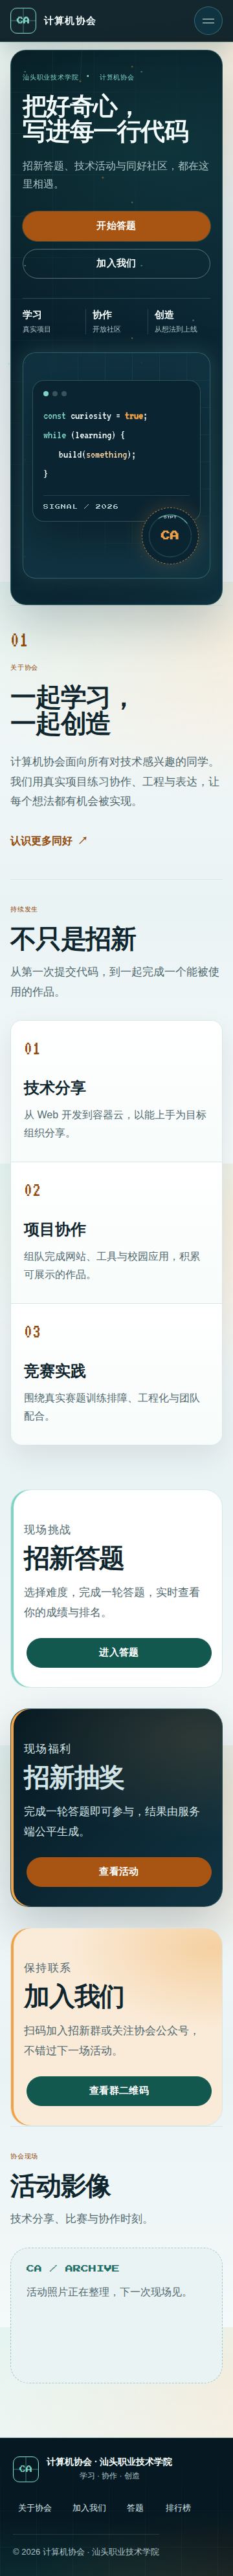 CA 计算机协会
汕头职业技术学院 · 计算机协会
把好奇心，
写进每一行代码
招新答题、技术活动与同好社区，都在这
里相遇。
开始答题
加入我们
学习 协作 创造
真实项目 开放社区 从想法到上线
const curiosity = true;
while (learning) {
build(something);
}
SIGNAL / 2026
CA
01
关于协会
一起学习，
一起创造
计算机协会面向所有对技术感兴趣的同学。
我们用真实项目练习协作、工程与表达，让
每个想法都有机会被实现。
认识更多同好 ↗
持续发生
不只是招新
从第一次提交代码，到一起完成一个能被使
用的作品。
01
技术分享
从 Web 开发到容器云，以能上手为目标
组织分享。
02
项目协作
组队完成网站、工具与校园应用，积累
可展示的作品。
03
竞赛实践
围绕真实赛题训练排障、工程化与团队
配合。
现场挑战
招新答题
选择难度，完成一轮答题，实时查看
你的成绩与排名。
进入答题
现场福利
招新抽奖
完成一轮答题即可参与，结果由服务
端公平生成。
查看活动
保持联系
加入我们
扫码加入招新群或关注协会公众号，
不错过下一场活动。
查看群二维码
协会现场
活动影像
技术分享、比赛与协作时刻。
CA / ARCHIVE
活动照片正在整理，下一次现场见。
CA 计算机协会 · 汕头职业技术学院
学习 · 协作 · 创造
关于协会 加入我们 答题 排行榜
© 2026 计算机协会 · 汕头职业技术学院